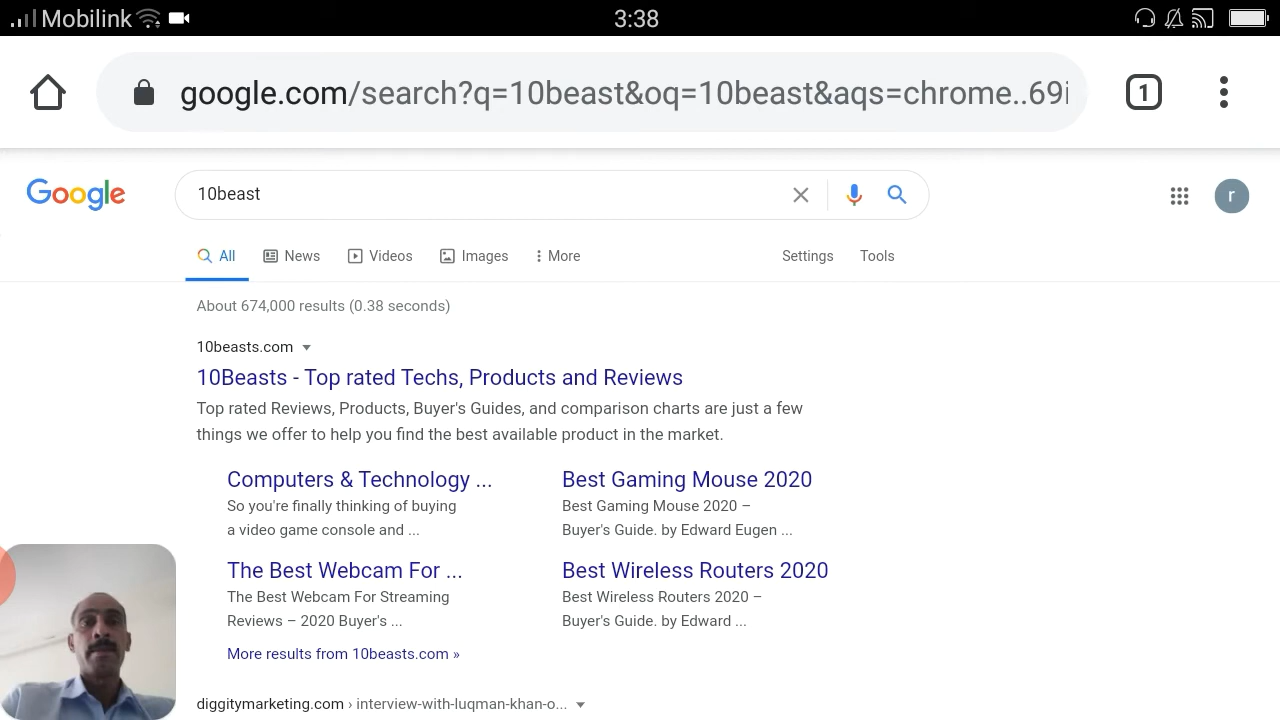 Mobilink 3:38
google.com/search?q=10beast&oq=10beast&aqs=chrome..69i
1
Google 10beast r
All News Videos Images More Settings Tools
About 674,000 results (0.38 seconds)
10beasts.com
10Beasts - Top rated Techs, Products and Reviews
Top rated Reviews, Products, Buyer's Guides, and comparison charts are just a few
things we offer to help you find the best available product in the market.
Computers & Technology ...
So you're finally thinking of buying
a video game console and ...
Best Gaming Mouse 2020
Best Gaming Mouse 2020 –
Buyer's Guide. by Edward Eugen ...
The Best Webcam For ...
The Best Webcam For Streaming
Reviews – 2020 Buyer's ...
Best Wireless Routers 2020
Best Wireless Routers 2020 –
Buyer's Guide. by Edward ...
More results from 10beasts.com »
diggitymarketing.com › interview-with-luqman-khan-o...